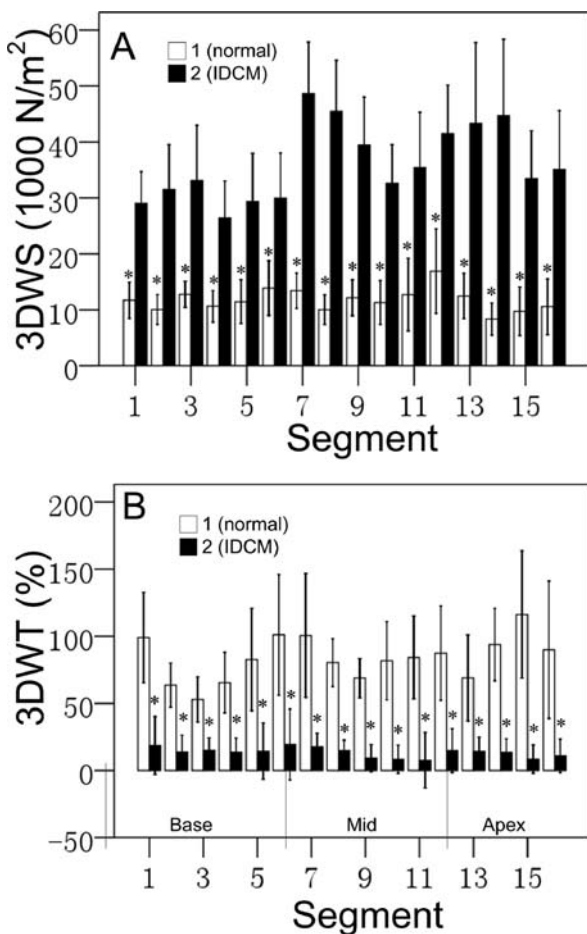 A
1 (normal)
2 (IDCM)
3DWS (1000 N/m²)
60
50
40
30
20
10
0
* * * * * * * * * * * * * * * *
1 3 5 7 9 11 13 15
Segment
B
1 (normal)
2 (IDCM)
3DWT (%)
200
150
100
50
0
-50
* * * * * * * * * * * * * * * *
Base Mid Apex
1 3 5 7 9 11 13 15
Segment